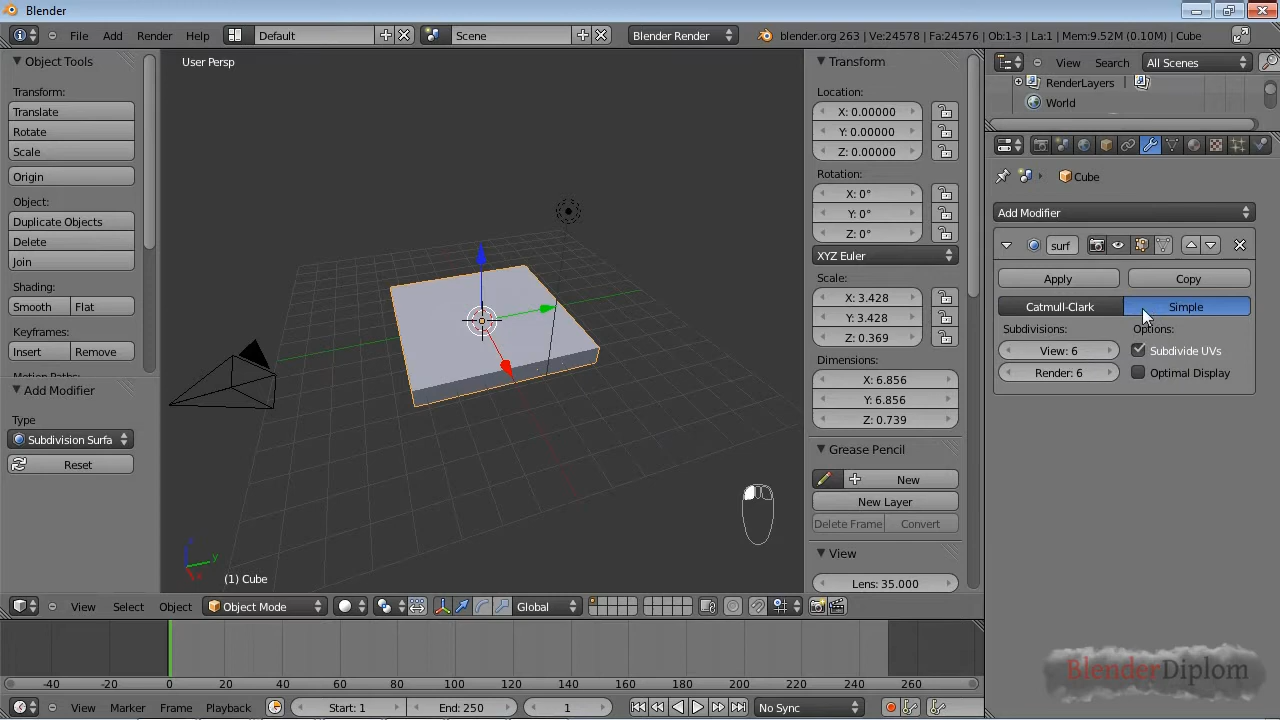 Blender
File Add Render Help Default Scene Blender Render blender.org 263 | Ve:24578 | Fa:24576 | Ob:1-3 | La:1 | Mem:9.52M (0.10M) | Cube
Object Tools
Transform:
Translate
Rotate
Scale
Origin
Object:
Duplicate Objects
Delete
Join
Shading:
Smooth Flat
Keyframes:
Insert Remove
Add Modifier
Type
Subdivision Surfa
Reset
User Persp
z
y
x
(1) Cube
Transform
Location:
X: 0.00000
Y: 0.00000
Z: 0.00000
Rotation:
X: 0°
Y: 0°
Z: 0°
XYZ Euler
Scale:
X: 3.428
Y: 3.428
Z: 0.369
Dimensions:
X: 6.856
Y: 6.856
Z: 0.739
Grease Pencil
New
New Layer
Delete Frame Convert
View
Lens: 35.000
View Search All Scenes
RenderLayers
World
Cube
Add Modifier
surf
Apply Copy
Catmull-Clark Simple
Subdivisions: Options:
View: 6 Subdivide UVs
Render: 6 Optimal Display
View Select Object Object Mode Global
-40 -20 0 20 40 60 80 100 120 140 160 180 200 220 240 260
View Marker Frame Playback Start: 1 End: 250 1 No Sync
BlenderDiplom